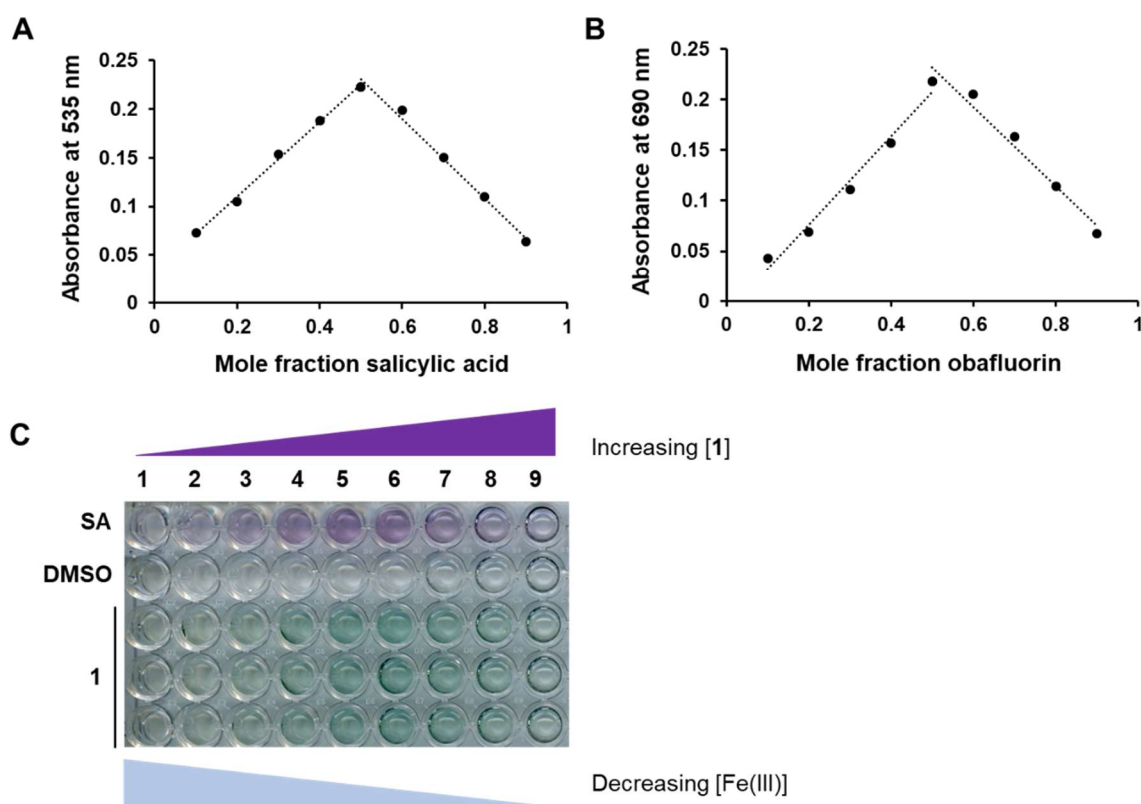 A
Absorbance at 535 nm
0.25
0.2
0.15
0.1
0.05
0
0 0.2 0.4 0.6 0.8 1
Mole fraction salicylic acid
B
Absorbance at 690 nm
0.25
0.2
0.15
0.1
0.05
0
0 0.2 0.4 0.6 0.8 1
Mole fraction obafluorin
C
Increasing [1]
1 2 3 4 5 6 7 8 9
SA
DMSO
1
Decreasing [Fe(III)]